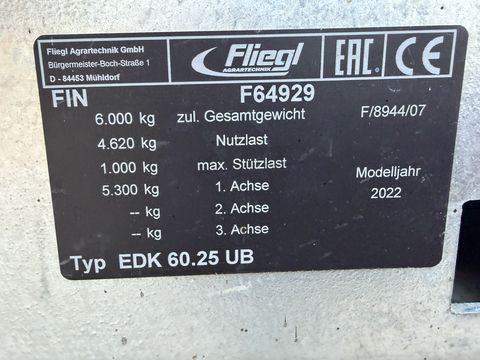 Fliegl Agrartechnik GmbH
Bürgermeister-Boch-Straße 1
D - 84453 Mühldorf
Fliegl
AGRARTECHNIK
EAC CE
FIN F64929
6.000 kg zul. Gesamtgewicht F/8944/07
4.620 kg Nutzlast
1.000 kg max. Stützlast Modelljahr
5.300 kg 1. Achse 2022
-- kg 2. Achse
-- kg 3. Achse
Typ EDK 60.25 UB